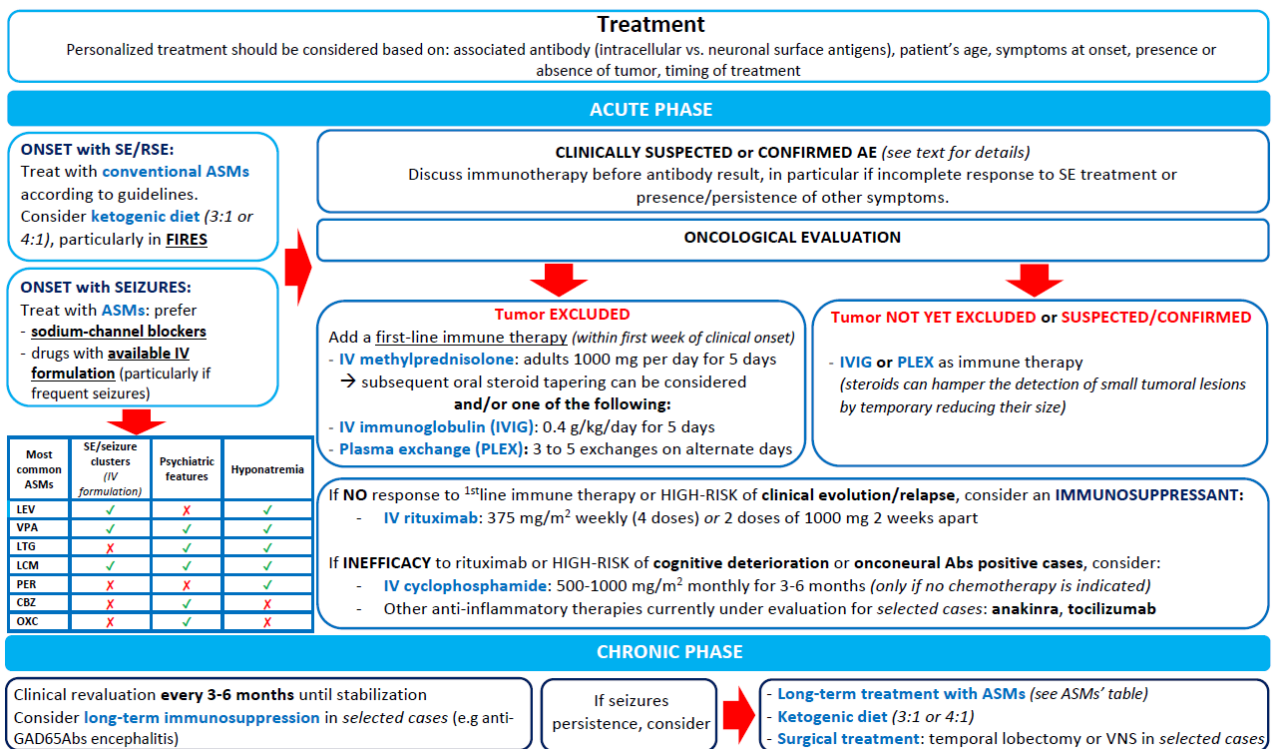 Treatment
Personalized treatment should be considered based on: associated antibody (intracellular vs. neuronal surface antigens), patient's age, symptoms at onset, presence or
absence of tumor, timing of treatment
ACUTE PHASE
ONSET with SE/RSE:
Treat with conventional ASMs
according to guidelines.
Consider ketogenic diet (3:1 or
4:1), particularly in FIRES
ONSET with SEIZURES:
Treat with ASMs: prefer
- sodium-channel blockers
- drugs with available IV
formulation (particularly if
frequent seizures)
Most common ASMs | SE/seizure clusters (IV formulation) | Psychiatric features | Hyponatremia
LEV ✓ ✗ ✓
VPA ✓ ✓ ✓
LTG ✗ ✓ ✓
LCM ✓ ✓ ✓
PER ✗ ✗ ✓
CBZ ✗ ✓ ✗
OXC ✗ ✓ ✗
CLINICALLY SUSPECTED or CONFIRMED AE (see text for details)
Discuss immunotherapy before antibody result, in particular if incomplete response to SE treatment or
presence/persistence of other symptoms.
ONCOLOGICAL EVALUATION
Tumor EXCLUDED
Add a first-line immune therapy (within first week of clinical onset)
- IV methylprednisolone: adults 1000 mg per day for 5 days
→ subsequent oral steroid tapering can be considered
and/or one of the following:
- IV immunoglobulin (IVIG): 0.4 g/kg/day for 5 days
- Plasma exchange (PLEX): 3 to 5 exchanges on alternate days
Tumor NOT YET EXCLUDED or SUSPECTED/CONFIRMED
- IVIG or PLEX as immune therapy
(steroids can hamper the detection of small tumoral lesions
by temporary reducing their size)
If NO response to 1stline immune therapy or HIGH-RISK of clinical evolution/relapse, consider an IMMUNOSUPPRESSANT:
- IV rituximab: 375 mg/m2 weekly (4 doses) or 2 doses of 1000 mg 2 weeks apart
If INEFFICACY to rituximab or HIGH-RISK of cognitive deterioration or onconeural Abs positive cases, consider:
- IV cyclophosphamide: 500-1000 mg/m2 monthly for 3-6 months (only if no chemotherapy is indicated)
- Other anti-inflammatory therapies currently under evaluation for selected cases: anakinra, tocilizumab
CHRONIC PHASE
Clinical revaluation every 3-6 months until stabilization
Consider long-term immunosuppression in selected cases (e.g anti-
GAD65Abs encephalitis)
If seizures
persistence, consider
- Long-term treatment with ASMs (see ASMs' table)
- Ketogenic diet (3:1 or 4:1)
- Surgical treatment: temporal lobectomy or VNS in selected cases